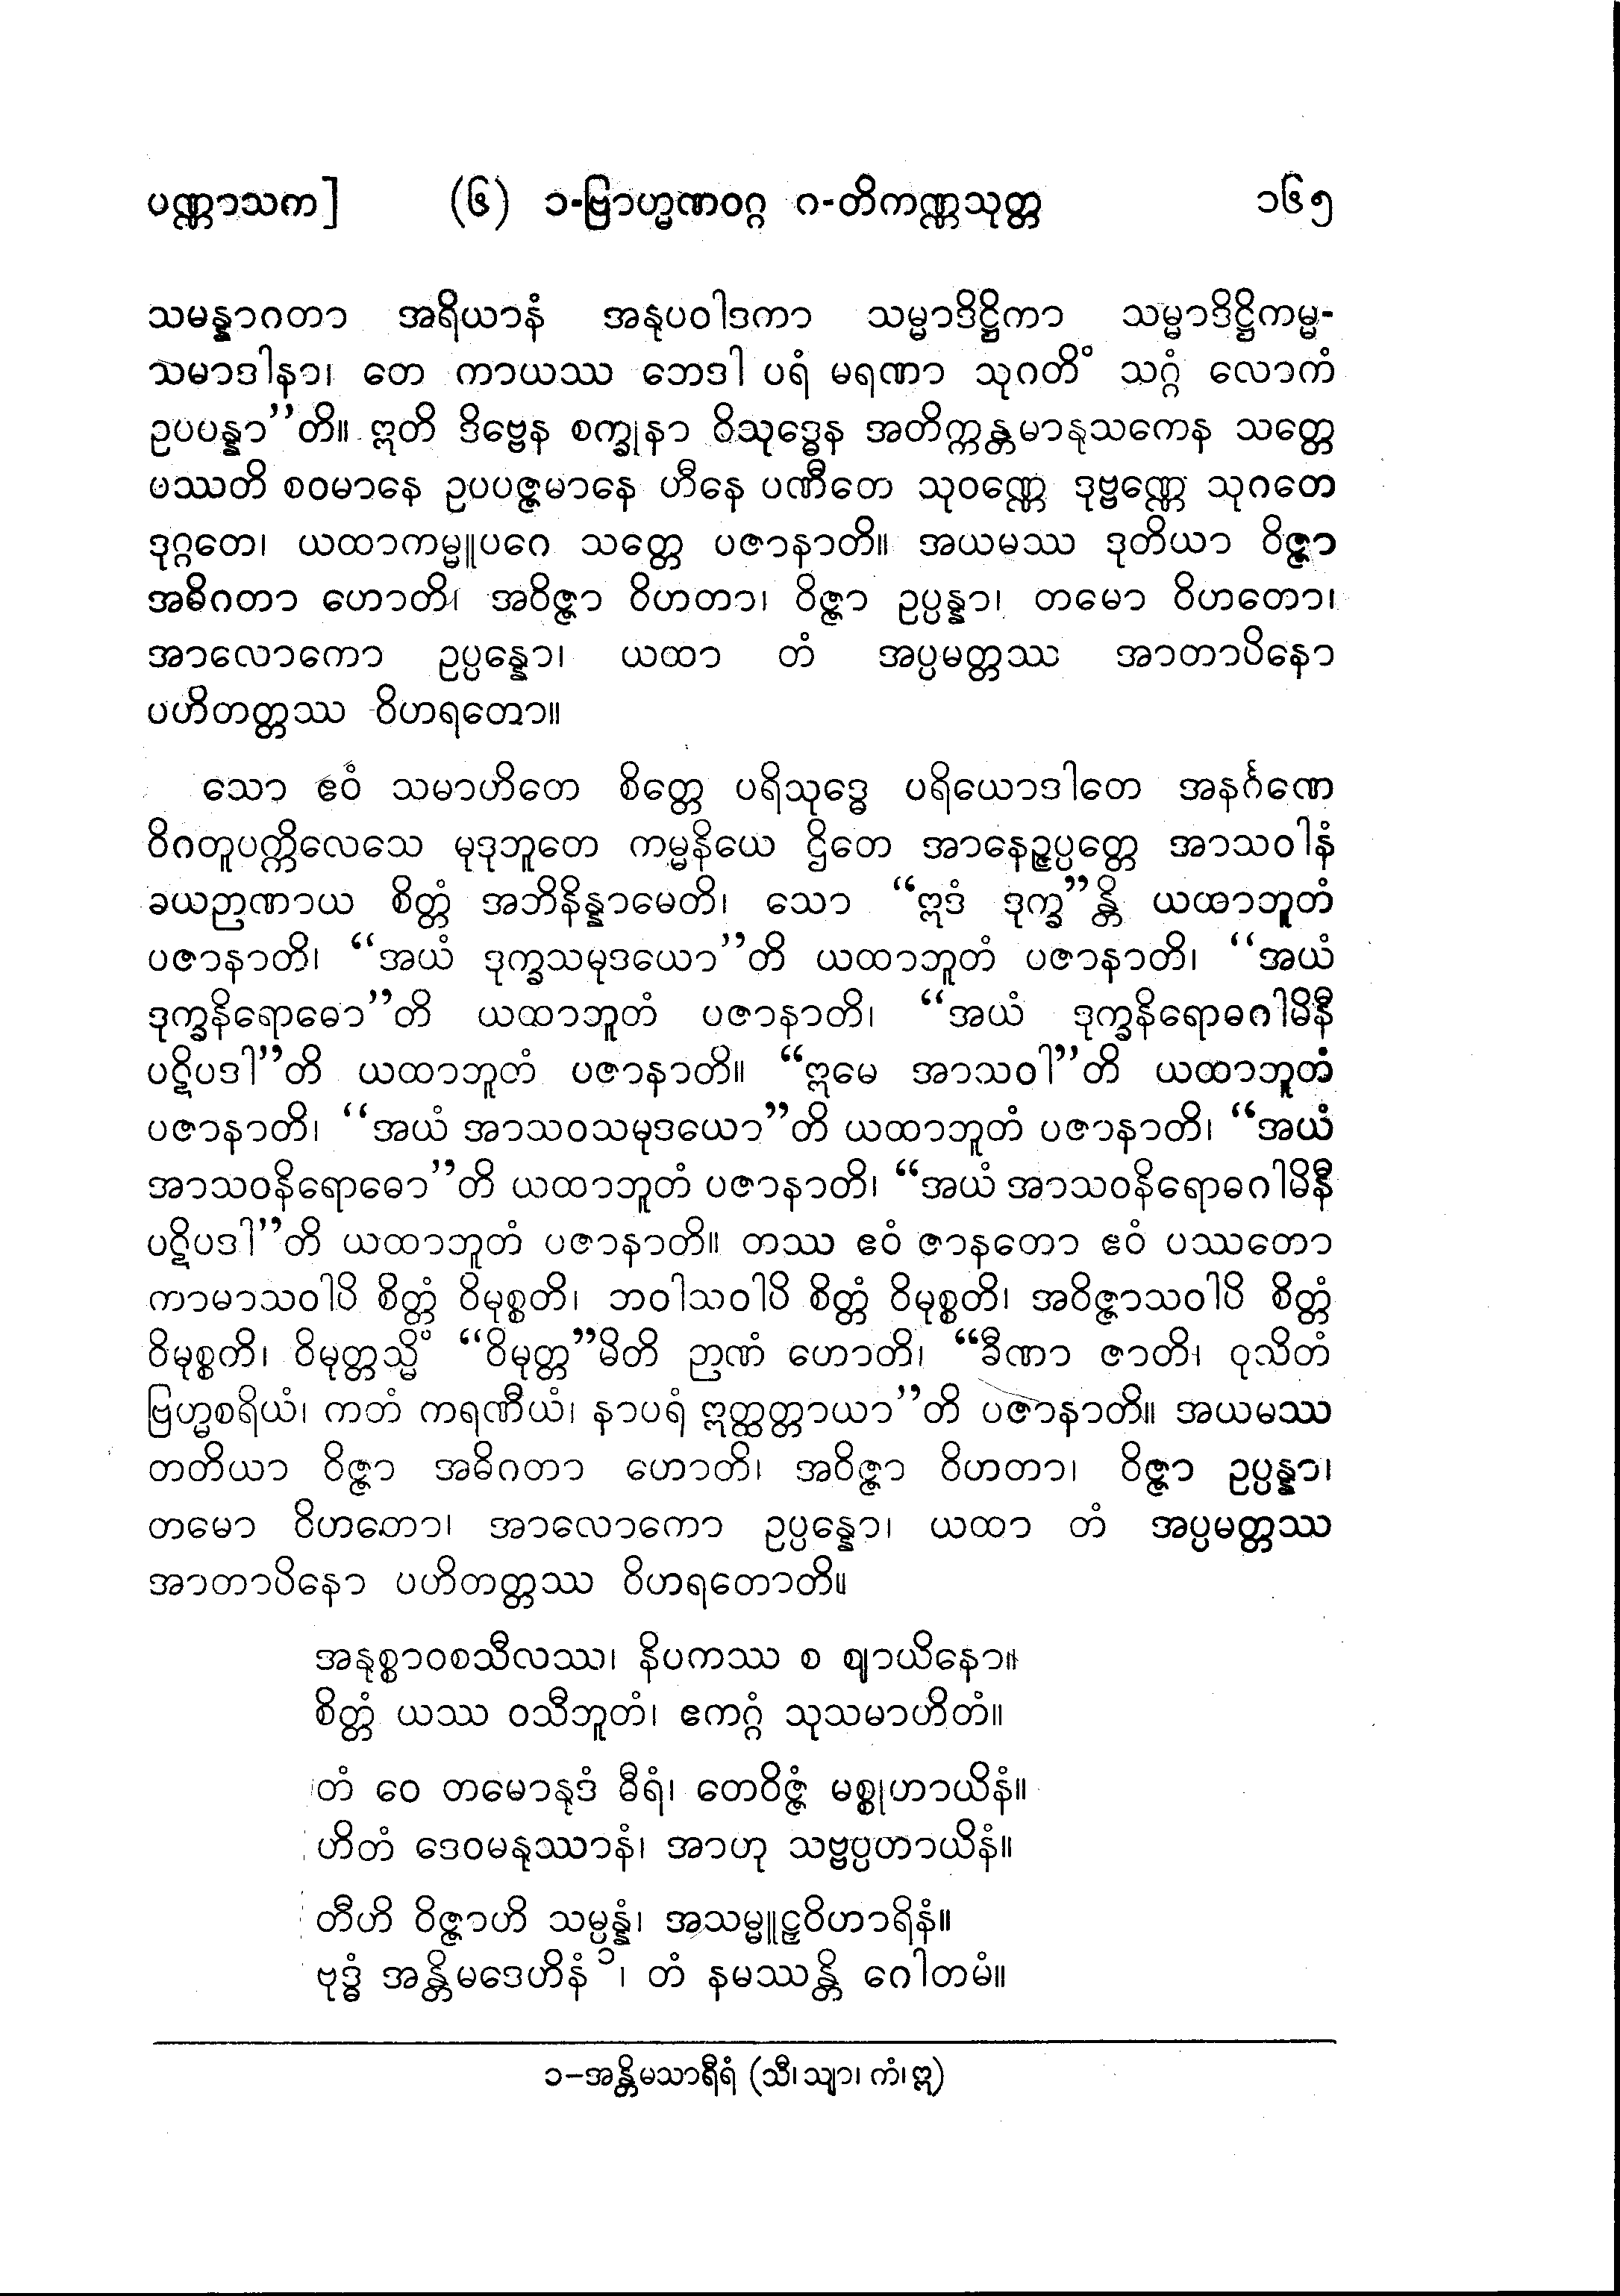 ပဏ္ဏာသက] (၆) ၁-ဗြာဟ္မဏဝဂ္ဂ ဂ-တိကဏ္ဏသုတ္တ ၁၆၅
သမန္နာဂတာ အရိယာနံ အနုပဝါဒကာ သမ္မာဒိဋ္ဌိကာ သမ္မာဒိဋ္ဌိကမ္မ-
သမာဒါနာ၊ တေ ကာယဿ ဘေဒါ ပရံ မရဏာ သုဂတိံ သဂ္ဂံ လောကံ
ဥပပန္နာ”တိ။ ဣတိ ဒိဗ္ဗေန စက္ခုနာ ဝိသုဒ္ဓေန အတိက္ကန္တမာနုသကေန သတ္တေ
ပဿတိ စဝမာနေ ဥပပဇ္ဇမာနေ ဟီနေ ပဏီတေ သုဝဏ္ဏေ ဒုဗ္ဗဏ္ဏေ သုဂတေ
ဒုဂ္ဂတေ၊ ယထာကမ္မူပဂေ သတ္တေ ပဇာနာတိ။ အယမဿ ဒုတိယာ ဝိဇ္ဇာ
အဓိဂတာ ဟောတိ၊ အဝိဇ္ဇာ ဝိဟတာ၊ ဝိဇ္ဇာ ဥပ္ပန္နာ၊ တမော ဝိဟတော၊
အာလောကော ဥပ္ပန္နော၊ ယထာ တံ အပ္ပမတ္တဿ အာတာပိနော
ပဟိတတ္တဿ ဝိဟရတော။
သော ဧဝံ သမာဟိတေ စိတ္တေ ပရိသုဒ္ဓေ ပရိယောဒါတေ အနင်္ဂဏေ
ဝိဂတူပက္ကိလေသေ မုဒုဘူတေ ကမ္မနိယေ ဌိတေ အာနေဉ္ဇပ္ပတ္တေ အာသဝါနံ
ခယဉာဏာယ စိတ္တံ အဘိနိန္နာမေတိ၊ သော “ဣဒံ ဒုက္ခ”န္တိ ယထာဘူတံ
ပဇာနာတိ၊ “အယံ ဒုက္ခသမုဒယော”တိ ယထာဘူတံ ပဇာနာတိ၊ “အယံ
ဒုက္ခနိရောဓော”တိ ယထာဘူတံ ပဇာနာတိ၊ “အယံ ဒုက္ခနိရောဓဂါမိနီ
ပဋိပဒါ”တိ ယထာဘူတံ ပဇာနာတိ။ “ဣမေ အာသဝါ”တိ ယထာဘူတံ
ပဇာနာတိ၊ “အယံ အာသဝသမုဒယော”တိ ယထာဘူတံ ပဇာနာတိ၊ “အယံ
အာသဝနိရောဓော”တိ ယထာဘူတံ ပဇာနာတိ၊ “အယံ အာသဝနိရောဓဂါမိနီ
ပဋိပဒါ”တိ ယထာဘူတံ ပဇာနာတိ။ တဿ ဧဝံ ဇာနတော ဧဝံ ပဿတော
ကာမာသဝါပိ စိတ္တံ ဝိမုစ္စတိ၊ ဘဝါသဝါပိ စိတ္တံ ဝိမုစ္စတိ၊ အဝိဇ္ဇာသဝါပိ စိတ္တံ
ဝိမုစ္စတိ၊ ဝိမုတ္တသ္မိံ “ဝိမုတ္တ”မိတိ ဉာဏံ ဟောတိ၊ “ခီဏာ ဇာတိ၊ ဝုသိတံ
ဗြဟ္မစရိယံ၊ ကတံ ကရဏီယံ၊ နာပရံ ဣတ္ထတ္တာယာ”တိ ပဇာနာတိ။ အယမဿ
တတိယာ ဝိဇ္ဇာ အဓိဂတာ ဟောတိ၊ အဝိဇ္ဇာ ဝိဟတာ၊ ဝိဇ္ဇာ ဥပ္ပန္နာ၊
တမော ဝိဟတော၊ အာလောကော ဥပ္ပန္နော၊ ယထာ တံ အပ္ပမတ္တဿ
အာတာပိနော ပဟိတတ္တဿ ဝိဟရတောတိ။
အနုစ္စာဝစသီလဿ၊ နိပကဿ စ ဈာယိနော။
စိတ္တံ ယဿ ဝသီဘူတံ၊ ဧကဂ္ဂံ သုသမာဟိတံ။
တံ ဝေ တမောနုဒံ ဓီရံ၊ တေဝိဇ္ဇံ မစ္စုဟာယိနံ။
ဟိတံ ဒေဝမနုဿာနံ၊ အာဟု သဗ္ဗပ္ပဟာယိနံ။
တီဟိ ဝိဇ္ဇာဟိ သမ္ပန္နံ၊ အသမ္မူဠှဝိဟာရိနံ။
ဗုဒ္ဓံ အန္တိမဒေဟိနံ ၁၊ တံ နမဿန္တိ ဂေါတမံ။
၁-အန္တိမသာရီရံ (သီ၊ သျာ၊ ကံ၊ ဣ)